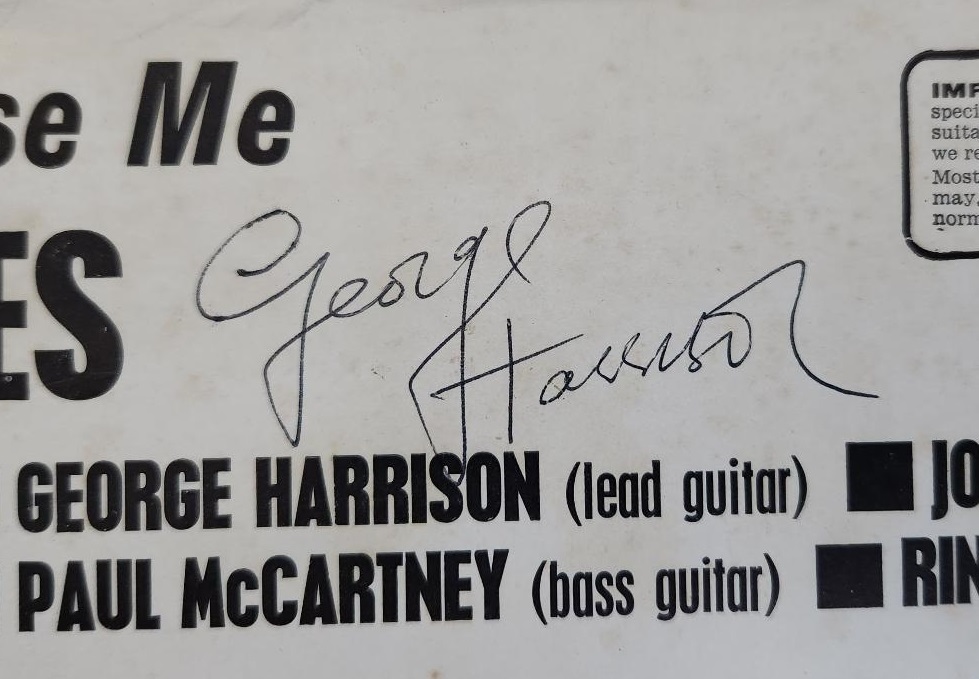 se Me
ES
George
Harrison
GEORGE HARRISON (lead guitar) ■ JO
PAUL McCARTNEY (bass guitar) ■ RIN
IMP
speci
suita
we re
Most
may,
norm